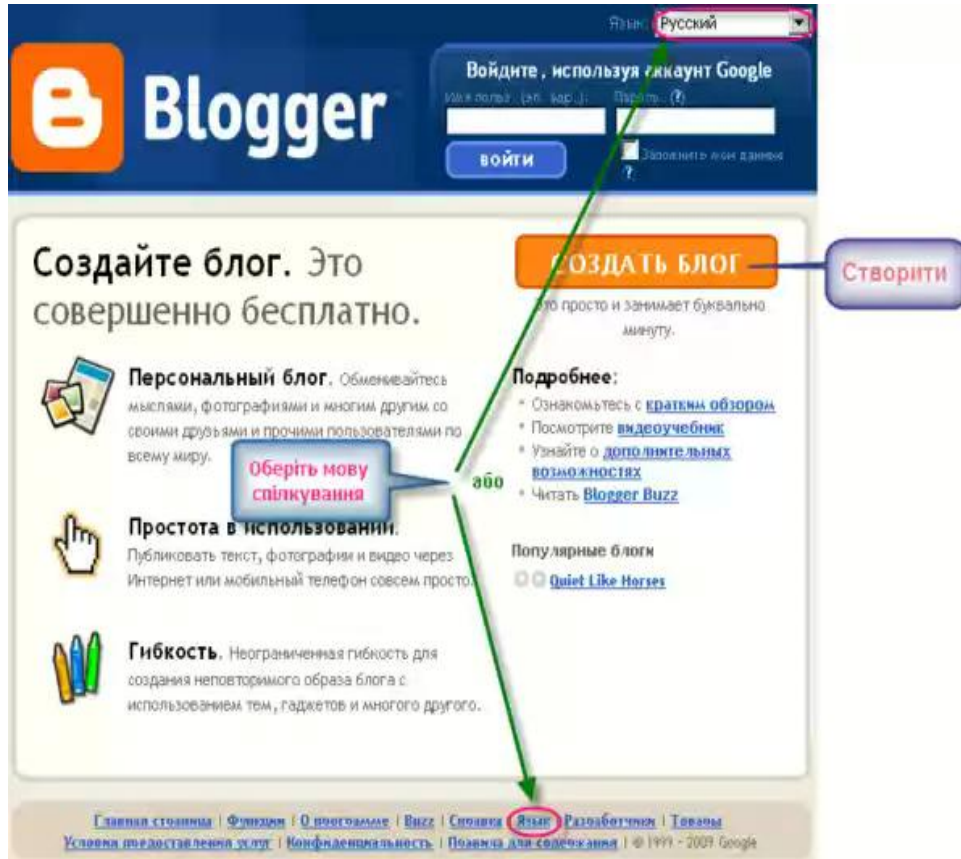 Язык: Русский
Blogger
Войдите, используя аккаунт Google
Пароль: (?)
ВОЙТИ
Запомнить мои данные
?
Создайте блог. Это
совершенно бесплатно.
СОЗДАТЬ БЛОГ
Створити
Это просто и занимает буквально
минуту.
Персональный блог. Обменивайтесь
мыслями, фотографиями и многим другим со
своими друзьями и прочими пользователями по
всему миру.
Подробнее:
Ознакомьтесь с кратким обзором
Посмотрите видеоучебник
Узнайте о дополнительных
возможностях
Читать Blogger Buzz
Оберіть мову
спілкування
або
Простота в использовании.
Публиковать текст, фотографии и видео через
Интернет или мобильный телефон совсем просто.
Популярные блоги
Quiet Like Horses
Гибкость. Неограниченная гибкость для
создания неповторимого образа блога с
использованием тем, гаджетов и многого другого.
Главная страница | Функции | О программе | Buzz | Справка | Язык | Разработчики | Товары
Условия предоставления услуг | Конфиденциальность | Правила для содержания | © 1999 - 2009 Google